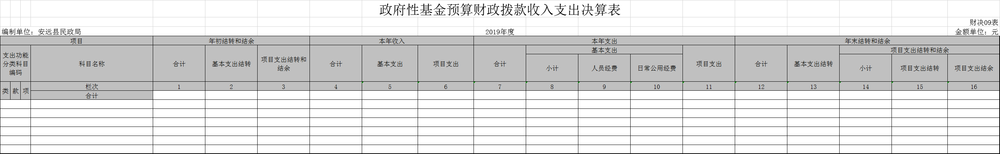 政府性基金预算财政拨款收入支出决算表
财决09表
编制单位：安远县民政局 2019年度 金额单位：元
项目 年初结转和结余 本年收入 本年支出 年末结转和结余
支出功能分类科目编码 科目名称 合计 基本支出结转 项目支出结转和结余 合计 基本支出 项目支出 合计 基本支出 项目支出 合计 基本支出结转 项目支出结转和结余
小计 人员经费 日常公用经费 小计 项目支出结转 项目支出结余
类 款 项 栏次 1 2 3 4 5 6 7 8 9 10 11 12 13 14 15 16
合计